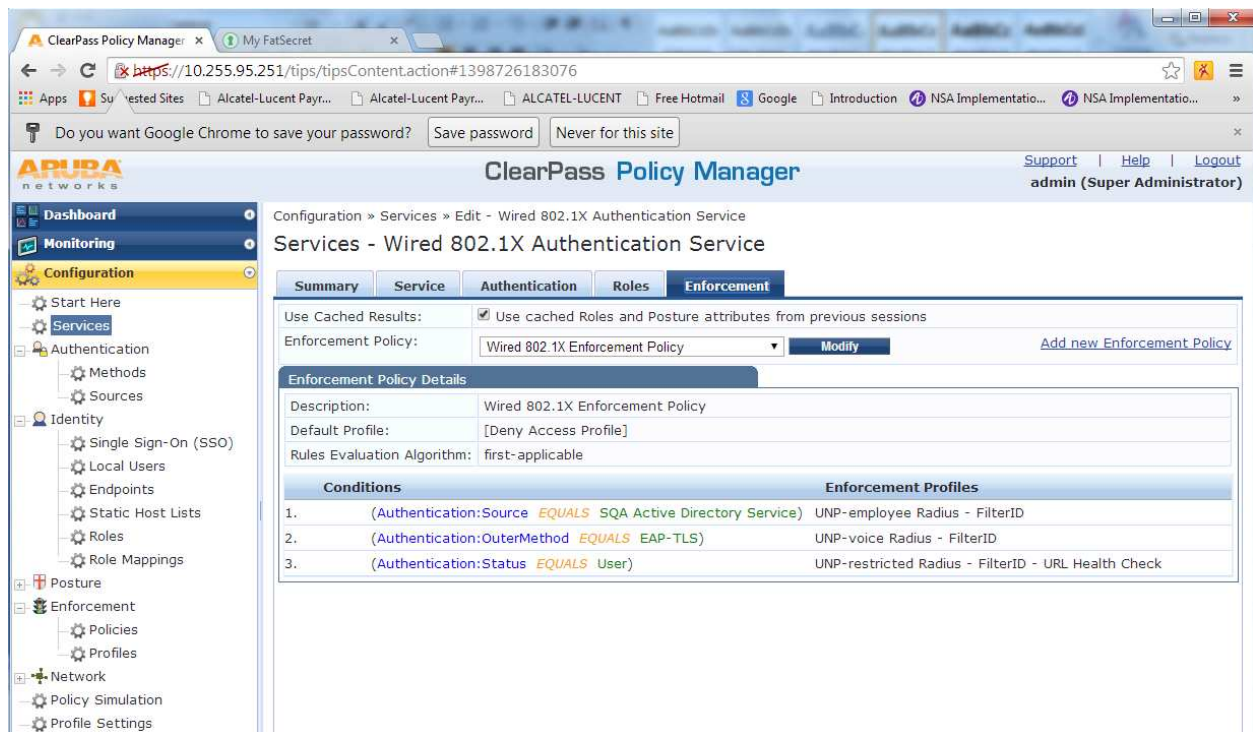 ClearPass Policy Manager
My FatSecret
https://10.255.95.251/tips/tipsContent.action#1398726183076
Apps
Alcatel-Lucent Payr...
Alcatel-Lucent Payr...
ALCATEL-LUCENT
Free Hotmail
Google
Introduction
NSA Implementatio...
NSA Implementatio...
»
Do you want Google Chrome to save your password? Save password Never for this site
ARUBA
networks
ClearPass Policy Manager
Support | Help | Logout
admin (Super Administrator)
Dashboard
Monitoring
Configuration
Start Here
Services
Authentication
Methods
Sources
Identity
Single Sign-On (SSO)
Local Users
Endpoints
Static Host Lists
Roles
Role Mappings
Posture
Enforcement
Policies
Profiles
Network
Policy Simulation
Profile Settings
Configuration » Services » Edit - Wired 802.1X Authentication Service
Services - Wired 802.1X Authentication Service
Summary Service Authentication Roles Enforcement
Use Cached Results: Use cached Roles and Posture attributes from previous sessions
Enforcement Policy: Wired 802.1X Enforcement Policy Modify Add new Enforcement Policy
Enforcement Policy Details
Description: Wired 802.1X Enforcement Policy
Default Profile: [Deny Access Profile]
Rules Evaluation Algorithm: first-applicable
Conditions Enforcement Profiles
1. (Authentication:Source EQUALS SQA Active Directory Service) UNP-employee Radius - FilterID
2. (Authentication:OuterMethod EQUALS EAP-TLS) UNP-voice Radius - FilterID
3. (Authentication:Status EQUALS User) UNP-restricted Radius - FilterID - URL Health Check